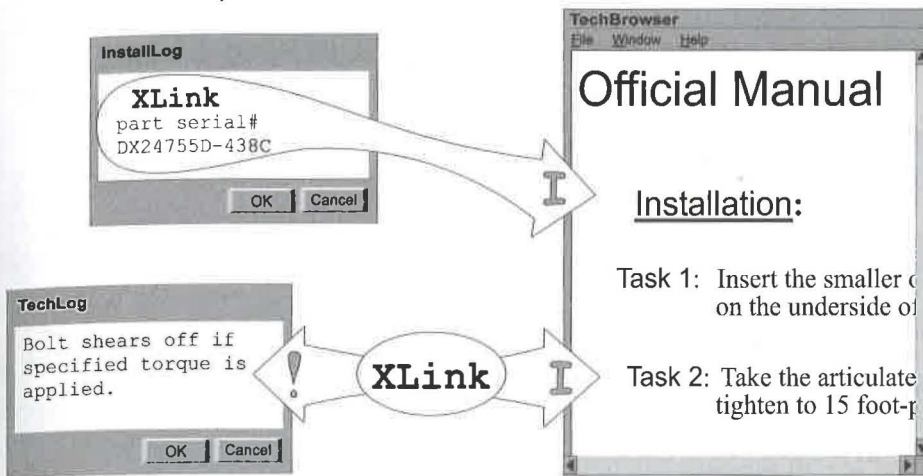 InstallLog
XLink
part serial#
DX24755D-438C
OK Cancel
TechLog
Bolt shears off if
specified torque is
applied.
OK Cancel
!
XLink
I
I
TechBrowser
File Window Help
Official Manual
Installation:
Task 1: Insert the smaller
on the underside of
Task 2: Take the articulate
tighten to 15